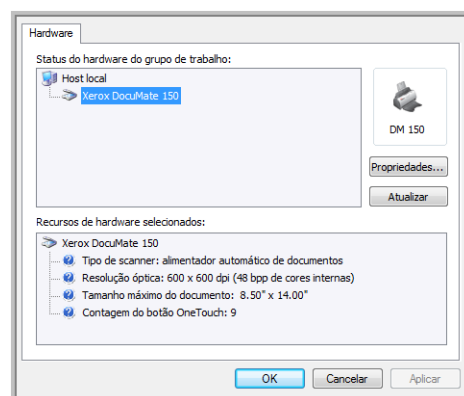 Hardware
Status do hardware do grupo de trabalho:
Host local
Xerox DocuMate 150
DM 150
Propriedades...
Atualizar
Recursos de hardware selecionados:
Xerox DocuMate 150
Tipo de scanner: alimentador automático de documentos
Resolução óptica: 600 x 600 dpi (48 bpp de cores internas)
Tamanho máximo do documento: 8.50" x 14.00"
Contagem do botão OneTouch: 9
OK Cancelar Aplicar